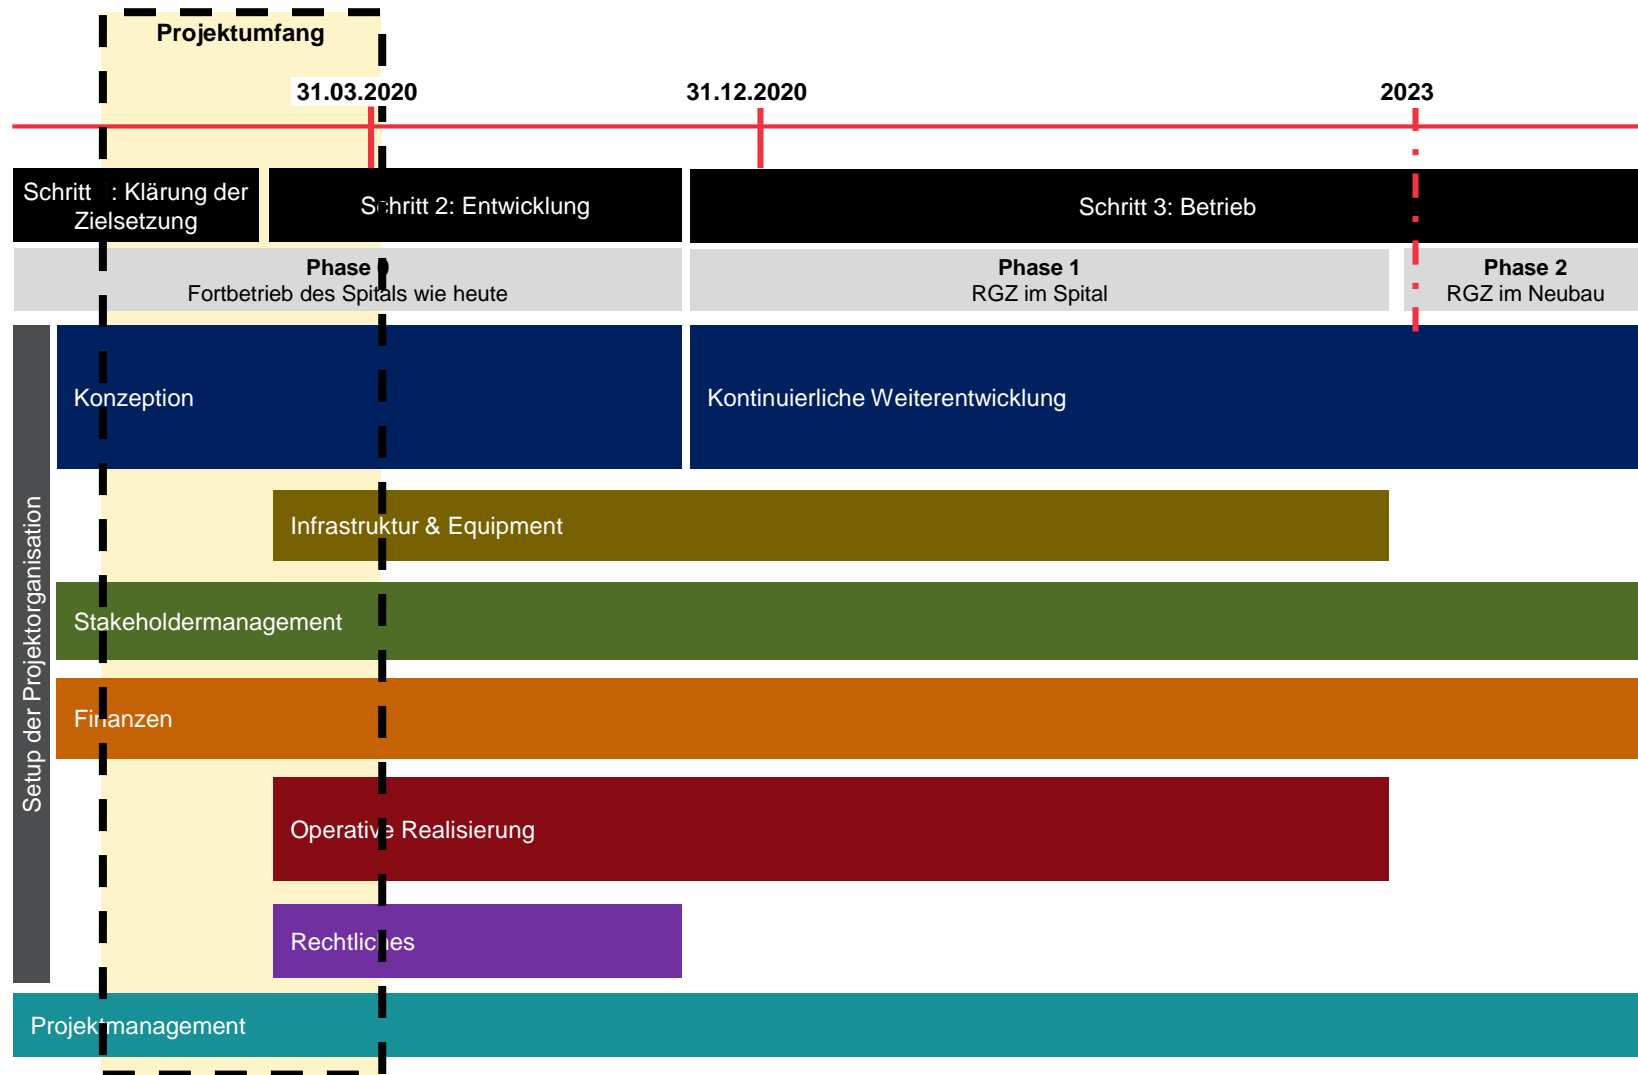 Projektumfang
31.03.2020
31.12.2020
2023
Schritt : Klärung der
Zielsetzung
Schritt 2: Entwicklung
Schritt 3: Betrieb
Phase 0
Fortbetrieb des Spitals wie heute
Phase 1
RGZ im Spital
Phase 2
RGZ im Neubau
Setup der Projektorganisation
Konzeption
Kontinuierliche Weiterentwicklung
Infrastruktur & Equipment
Stakeholdermanagement
Finanzen
Operative Realisierung
Rechtliches
Projektmanagement